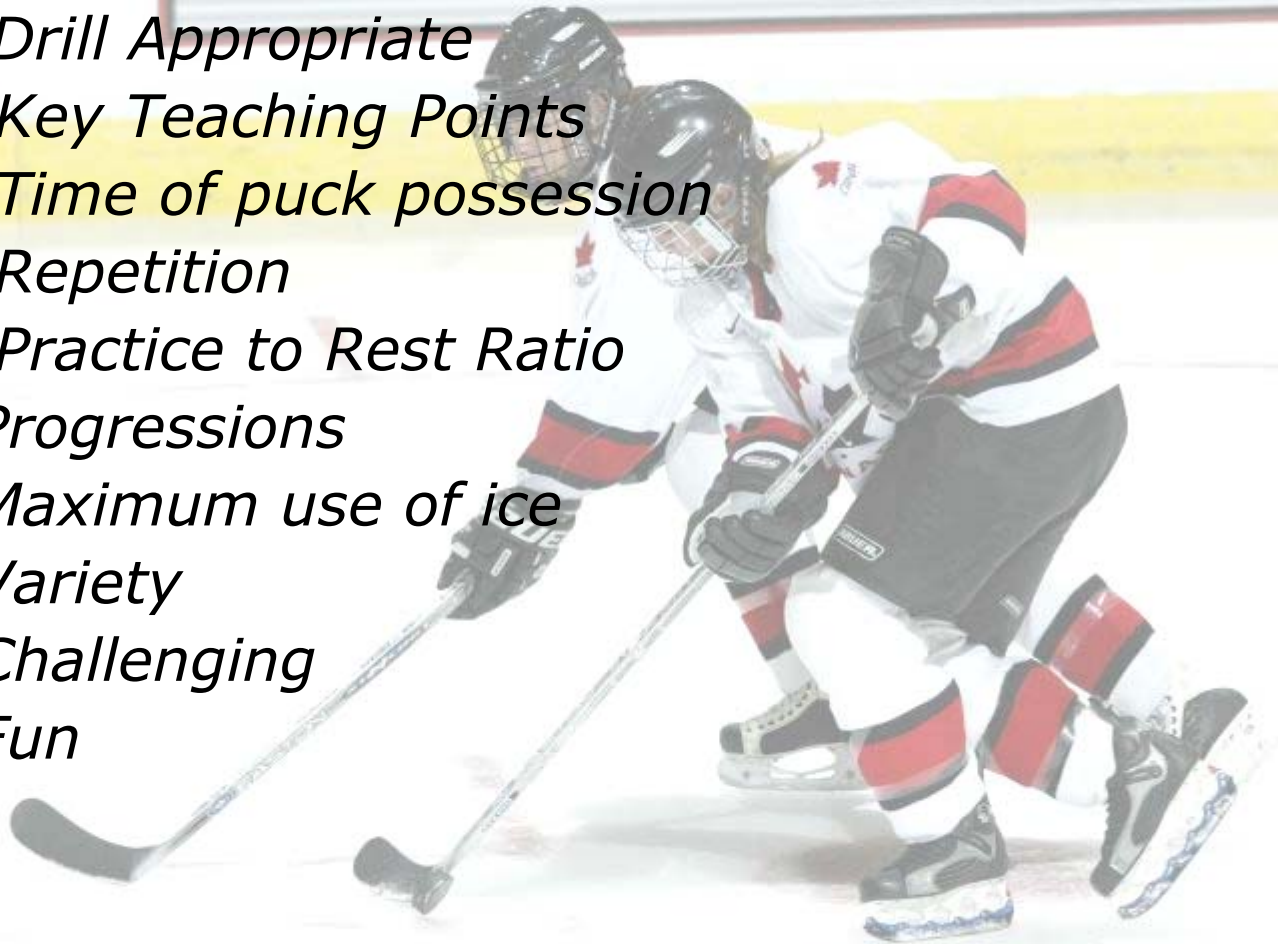 Drill Appropriate
Key Teaching Points
Time of puck possession
Repetition
Practice to Rest Ratio
Progressions
Maximum use of ice
Variety
Challenging
Fun
BAUER